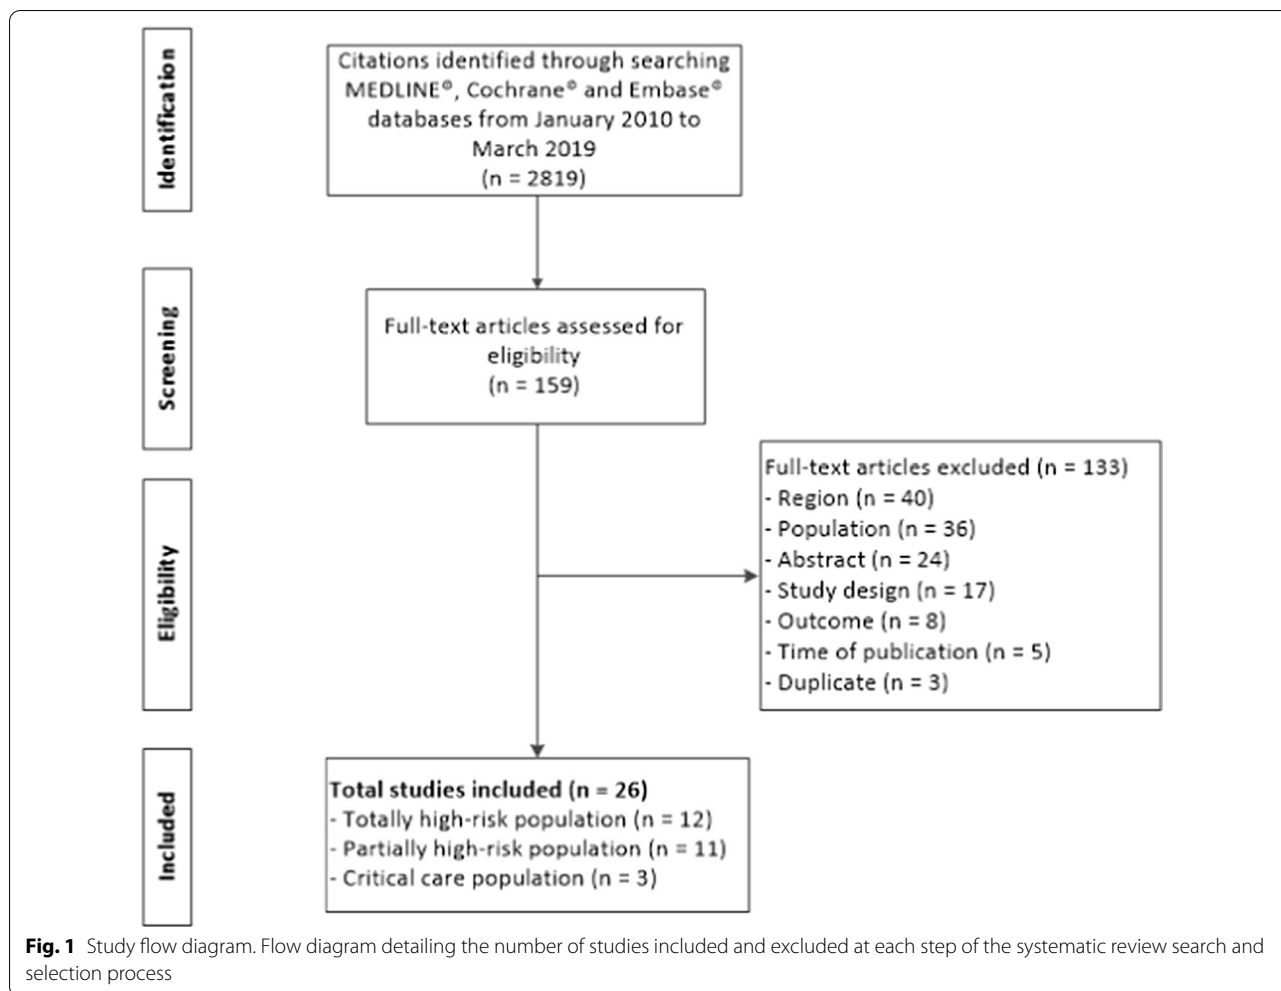 Identification
Citations identified through searching
MEDLINE®, Cochrane® and Embase®
databases from January 2010 to
March 2019
(n = 2819)
Screening
Full-text articles assessed for
eligibility
(n = 159)
Eligibility
Full-text articles excluded (n = 133)
- Region (n = 40)
- Population (n = 36)
- Abstract (n = 24)
- Study design (n = 17)
- Outcome (n = 8)
- Time of publication (n = 5)
- Duplicate (n = 3)
Included
Total studies included (n = 26)
- Totally high-risk population (n = 12)
- Partially high-risk population (n = 11)
- Critical care population (n = 3)
Fig. 1 Study flow diagram. Flow diagram detailing the number of studies included and excluded at each step of the systematic review search and
selection process